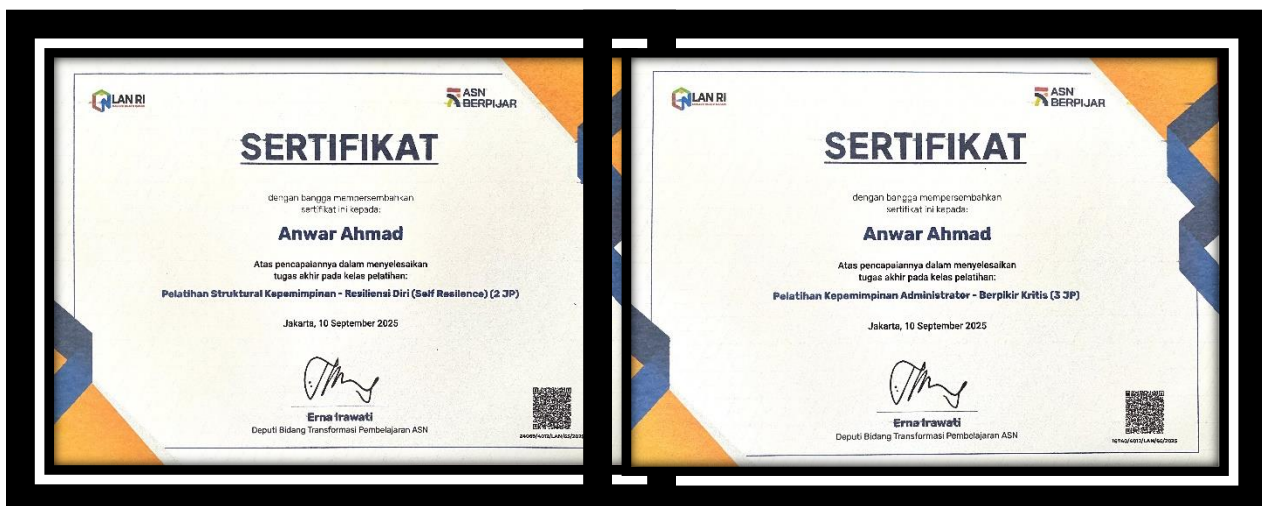 LAN RI
ASN
BERPIJAR
SERTIFIKAT
dengan bangga mempersembahkan
sertifikat ini kepada:
Anwar Ahmad
Atas pencapaiannya dalam menyelesaikan
tugas akhir pada kelas pelatihan:
Pelatihan Struktural Kepemimpinan - Resiliensi Diri (Self Resilence) (2 JP)
Jakarta, 10 September 2025
Erna Irawati
Deputi Bidang Transformasi Pembelajaran ASN
LAN RI
ASN
BERPIJAR
SERTIFIKAT
dengan bangga mempersembahkan
sertifikat ini kepada:
Anwar Ahmad
Atas pencapaiannya dalam menyelesaikan
tugas akhir pada kelas pelatihan:
Pelatihan Kepemimpinan Administrator - Berpikir Kritis (3 JP)
Jakarta, 10 September 2025
Erna Irawati
Deputi Bidang Transformasi Pembelajaran ASN